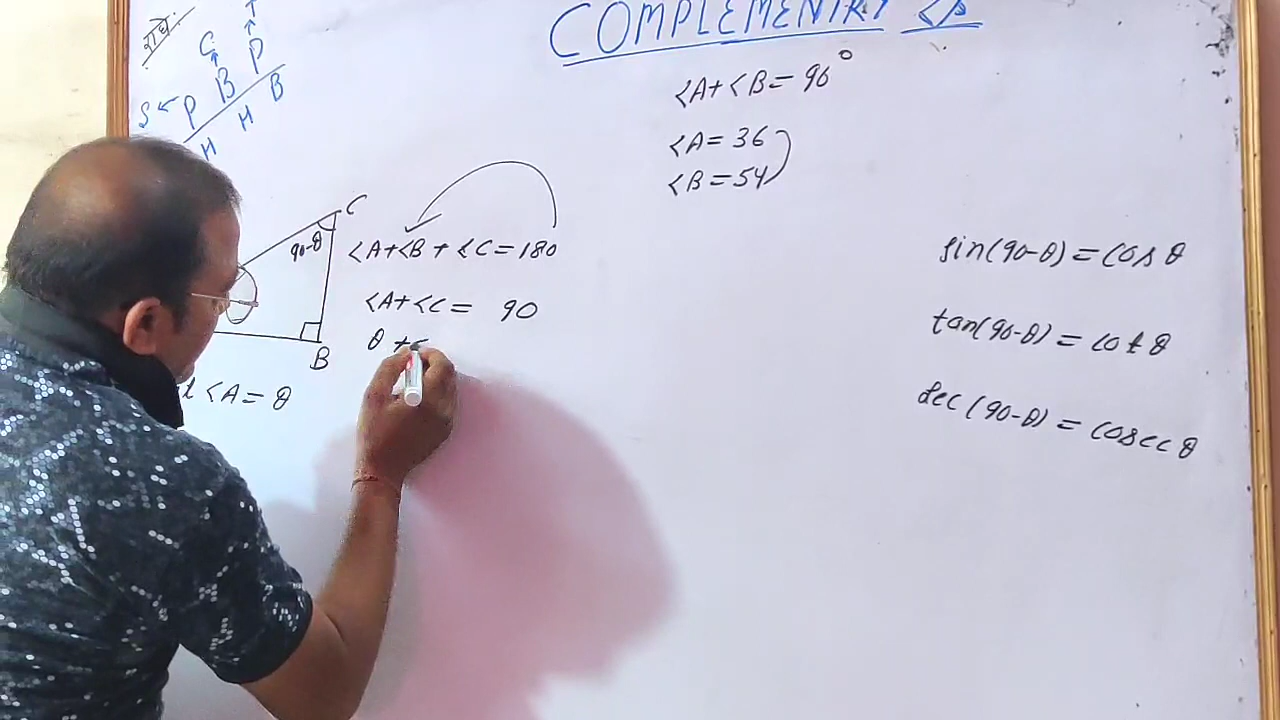 COMPLEMENTRY <s
राधे
S ← P B P
C ↑ ↑
H H B
<A + <B = 90°
<A = 36
<B = 54
C
90-θ
B
<A + <B + <C = 180
<A + <C = 90
θ + <
<A = θ
sin(90-θ) = cos θ
tan(90-θ) = cot θ
sec(90-θ) = cosec θ